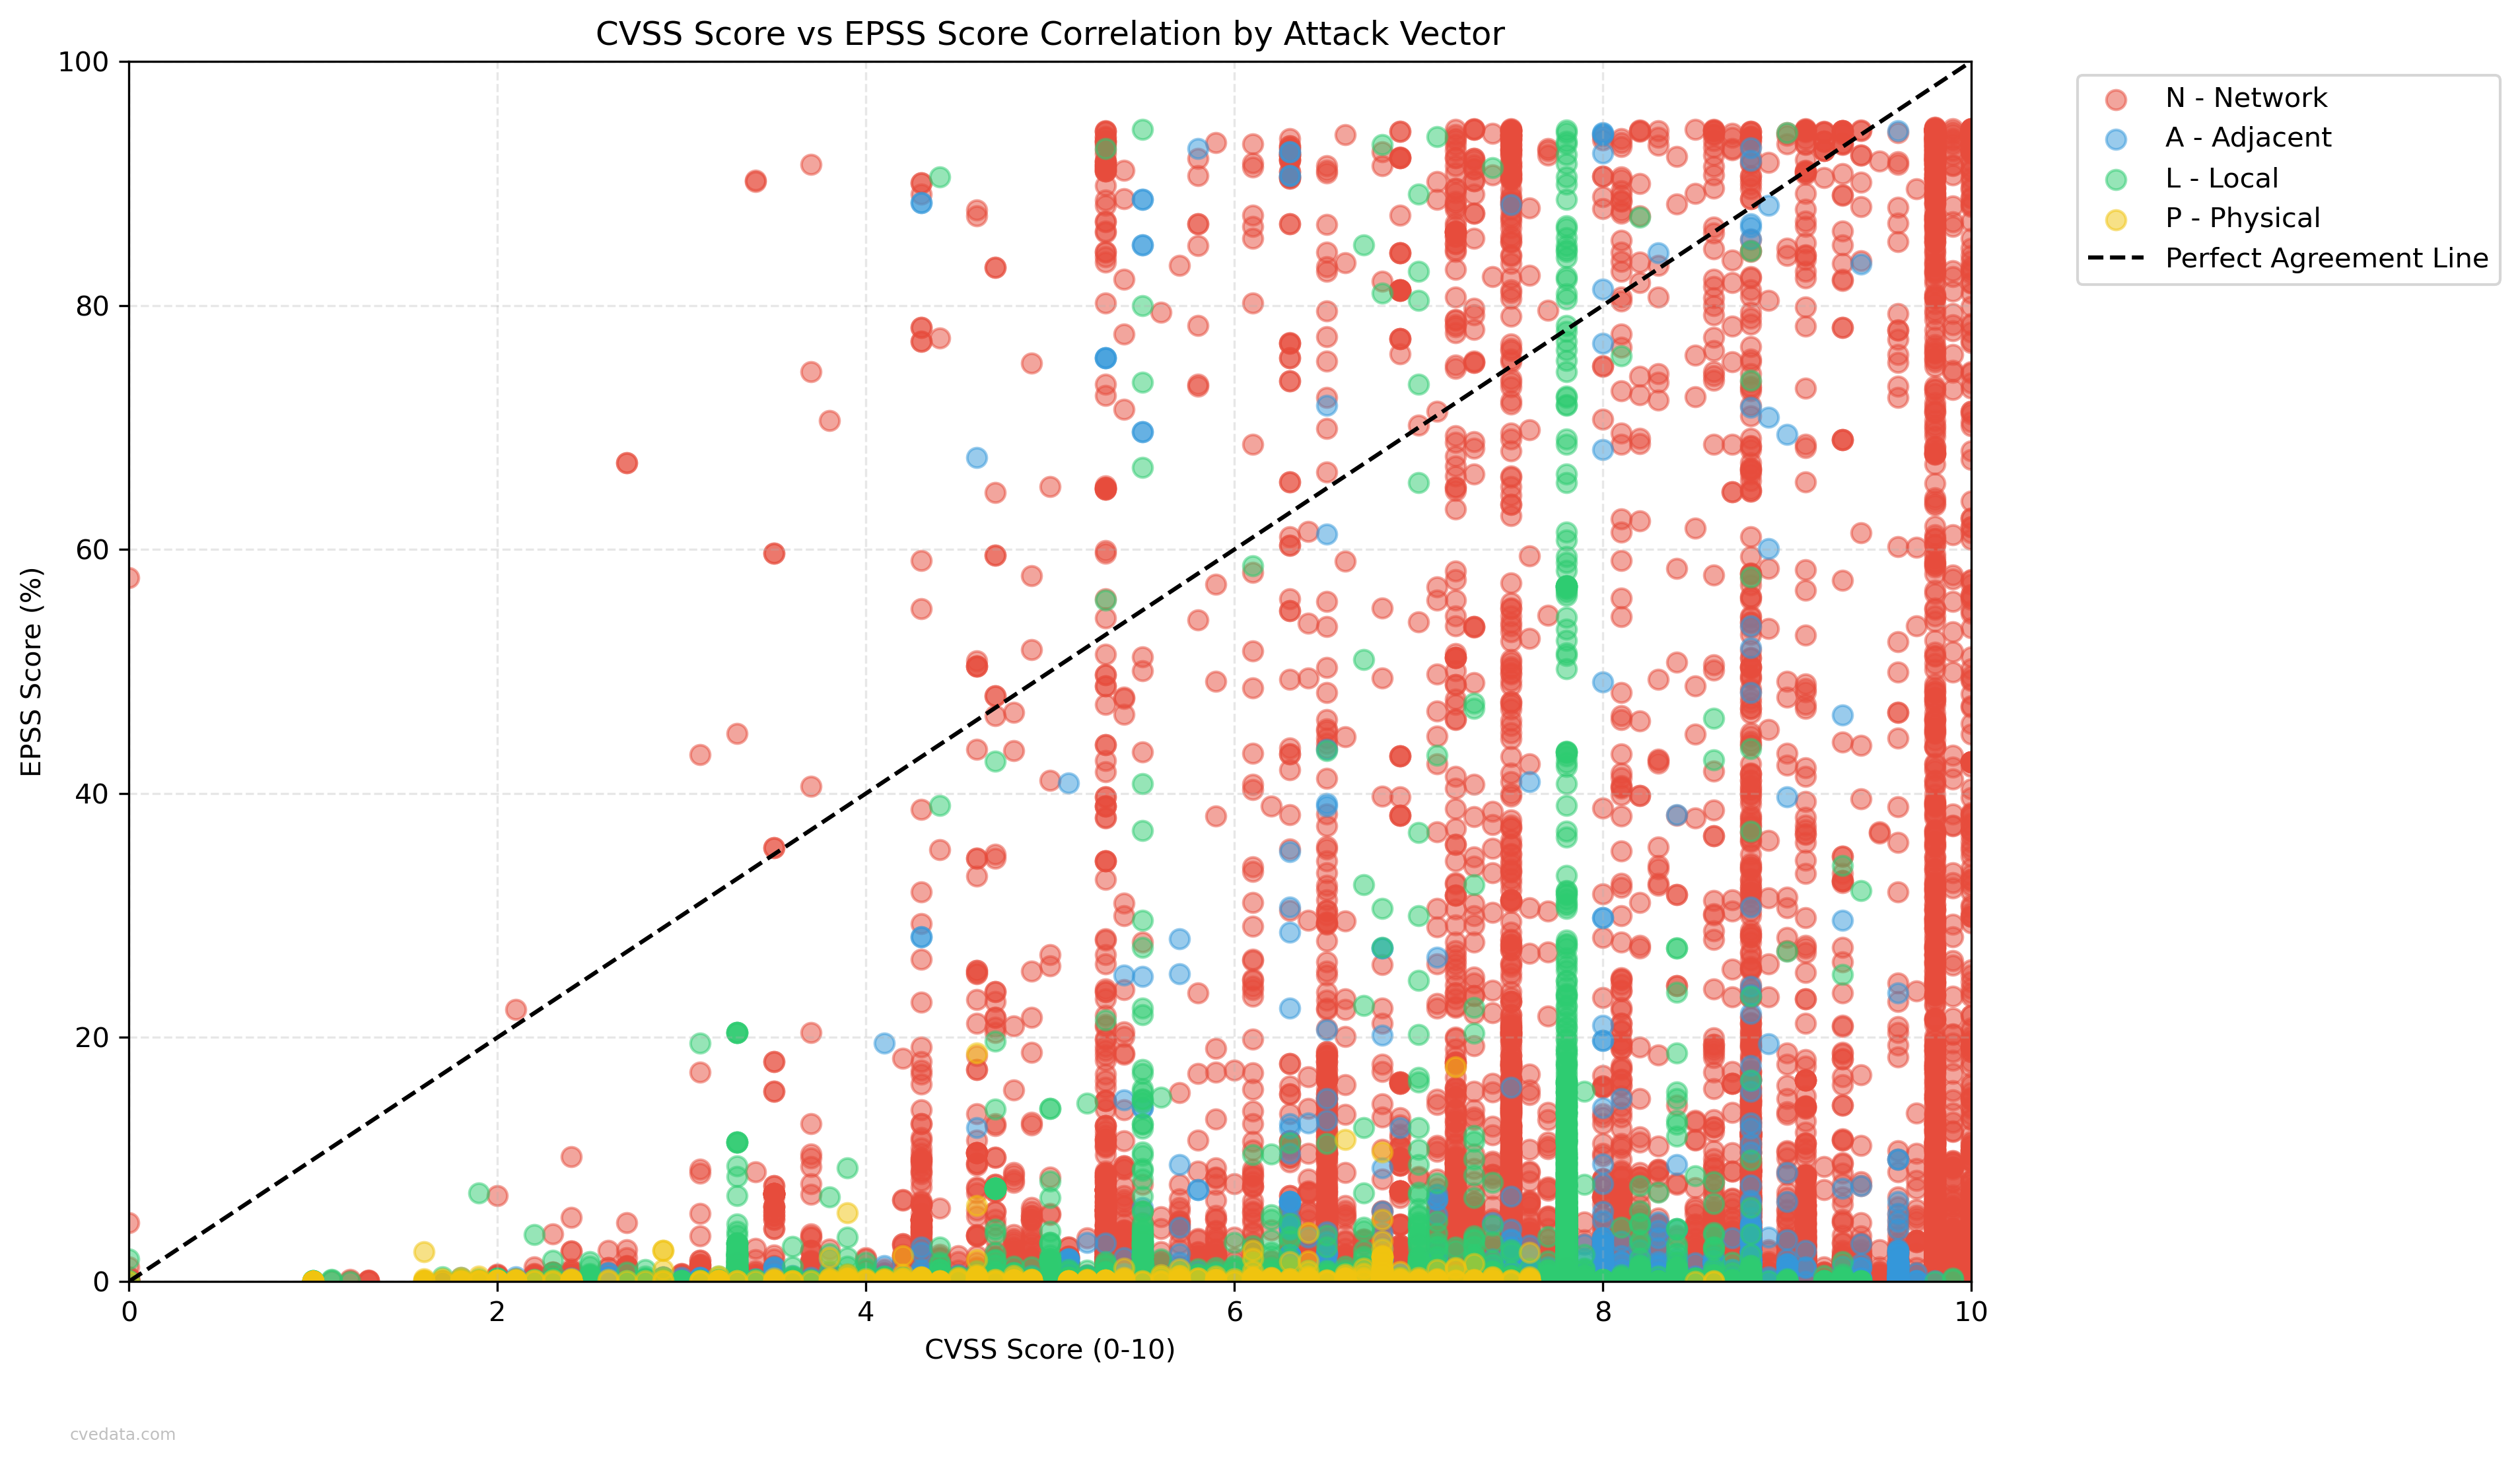 CVSS Score vs EPSS Score Correlation by Attack Vector
100
80
60
40
20
0
EPSS Score (%)
0 2 4 6 8 10
CVSS Score (0-10)
N - Network
A - Adjacent
L - Local
P - Physical
Perfect Agreement Line
cvedata.com